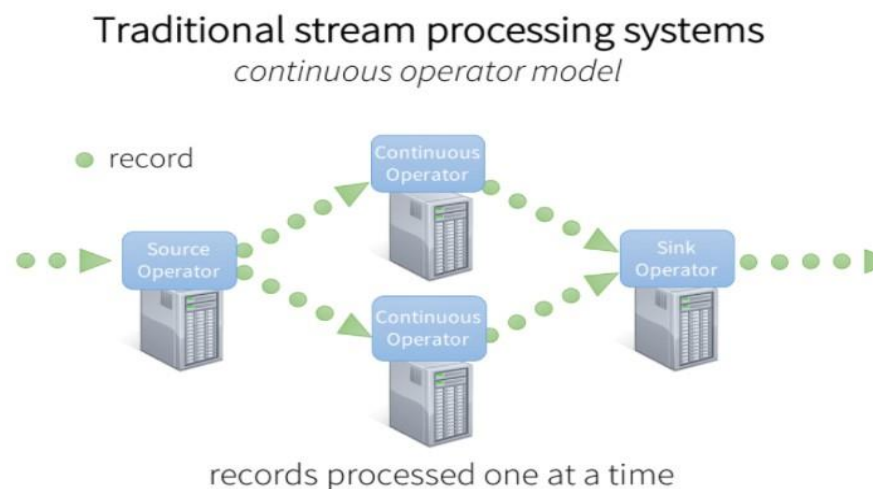 Traditional stream processing systems
continuous operator model
record
Continuous
Operator
Source
Operator
Sink
Operator
Continuous
Operator
records processed one at a time